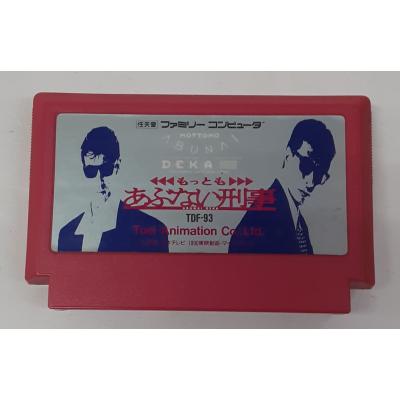 任天堂 ファミリーコンピュータ
MOTTOMO
ABUNAI
DEKA
◀◀◀もっとも▶▶▶
あぶない刑事
TDF-93
Toei Animation Co., Ltd.